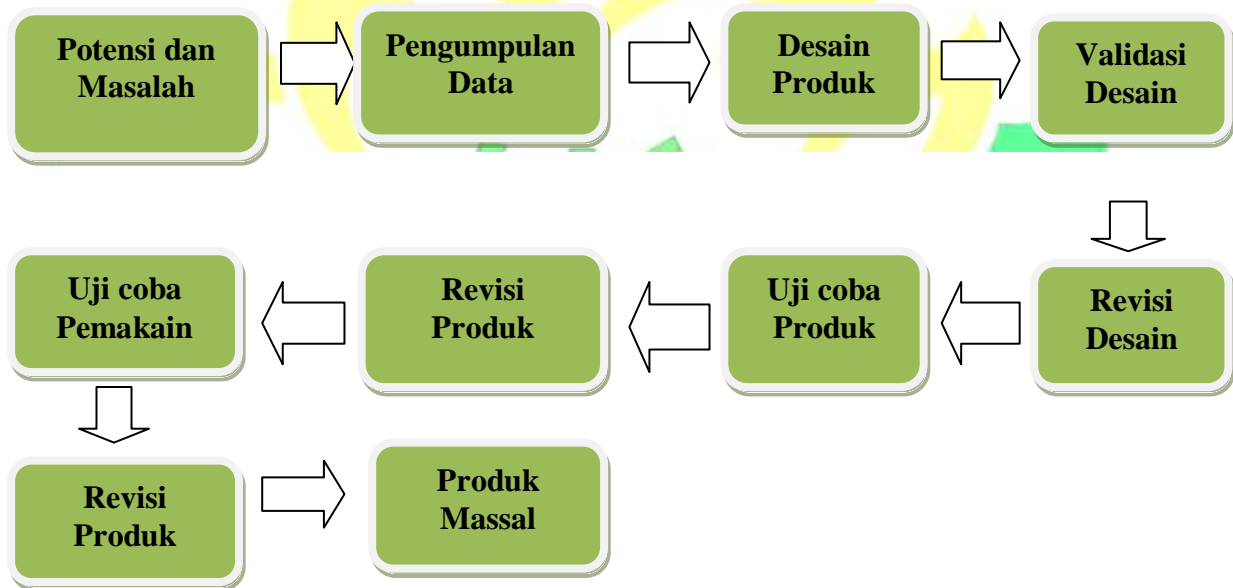 Potensi dan
Masalah
Pengumpulan
Data
Desain
Produk
Validasi
Desain
Revisi
Desain
Uji coba
Produk
Revisi
Produk
Uji coba
Pemakain
Revisi
Produk
Produk
Massal